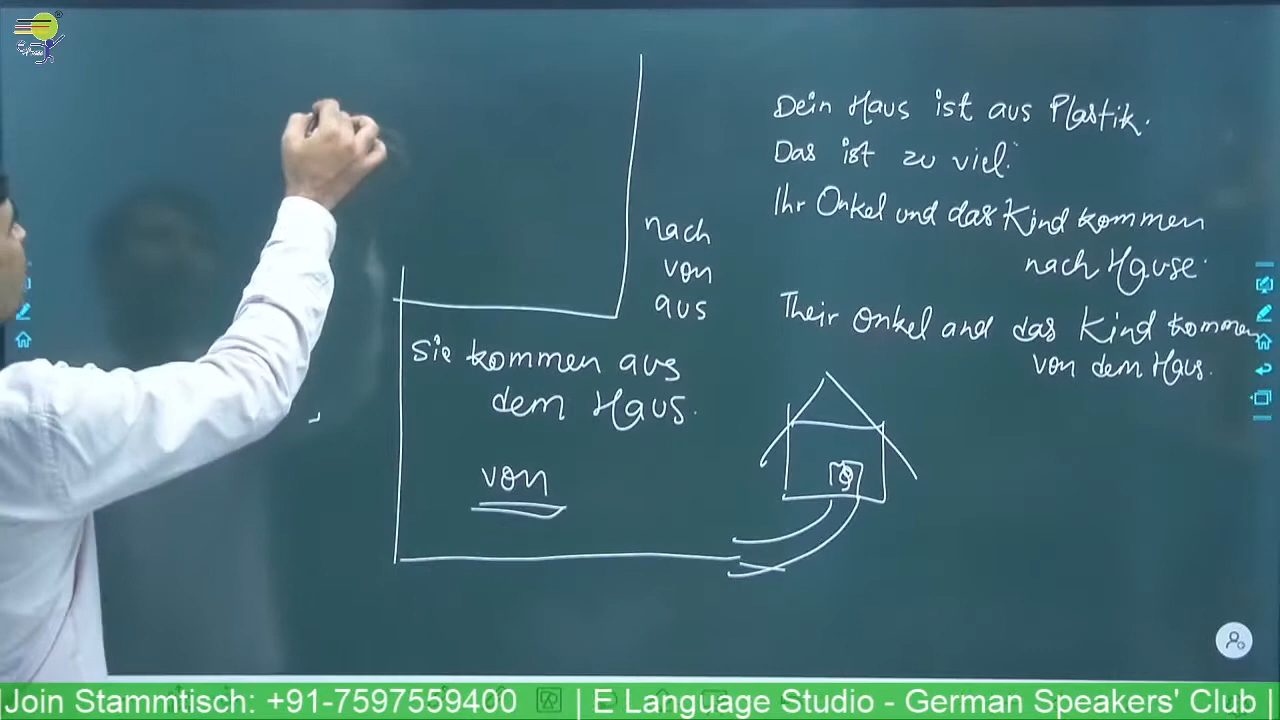 Dein Haus ist aus Plastik.
Das ist zu viel.
Ihr Onkel und das Kind kommen
nach Hause.
Their Onkel and das Kind kommen
von dem Haus.
nach
von
aus
Sie kommen aus
dem Haus.
von
Join Stammtisch: +91-7597559400 | E Language Studio - German Speakers' Club |